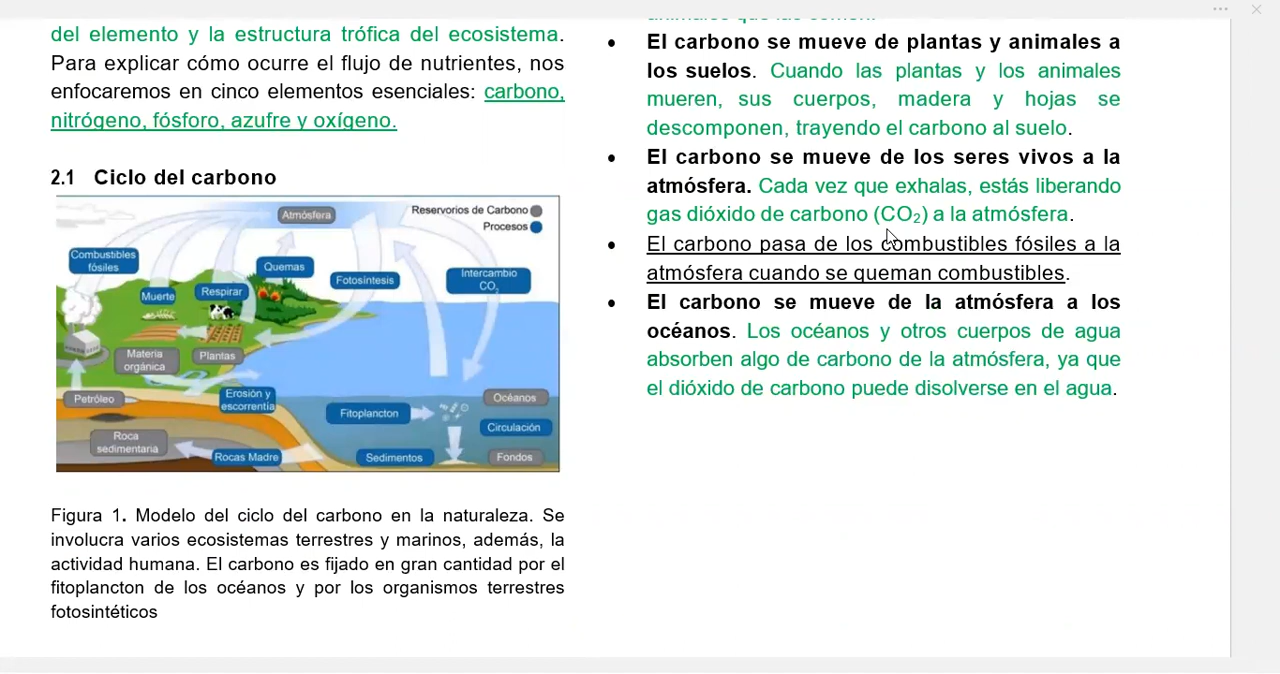 del elemento y la estructura trófica del ecosistema.
Para explicar cómo ocurre el flujo de nutrientes, nos
enfocaremos en cinco elementos esenciales: carbono,
nitrógeno, fósforo, azufre y oxígeno.
2.1 Ciclo del carbono
Atmósfera
Reservorios de Carbono
Procesos
Combustibles
fósiles
Quemas
Fotosíntesis
Intercambio
CO2
Muerte
Respirar
Materia
orgánica
Plantas
Petróleo
Erosión y
escorrentía
Fitoplancton
Océanos
Circulación
Roca
sedimentaria
Rocas Madre
Sedimentos
Fondos
Figura 1. Modelo del ciclo del carbono en la naturaleza. Se
involucra varios ecosistemas terrestres y marinos, además, la
actividad humana. El carbono es fijado en gran cantidad por el
fitoplancton de los océanos y por los organismos terrestres
fotosintéticos
animales que las comen.
• El carbono se mueve de plantas y animales a
los suelos. Cuando las plantas y los animales
mueren, sus cuerpos, madera y hojas se
descomponen, trayendo el carbono al suelo.
• El carbono se mueve de los seres vivos a la
atmósfera. Cada vez que exhalas, estás liberando
gas dióxido de carbono (CO₂) a la atmósfera.
• El carbono pasa de los combustibles fósiles a la
atmósfera cuando se queman combustibles.
• El carbono se mueve de la atmósfera a los
océanos. Los océanos y otros cuerpos de agua
absorben algo de carbono de la atmósfera, ya que
el dióxido de carbono puede disolverse en el agua.